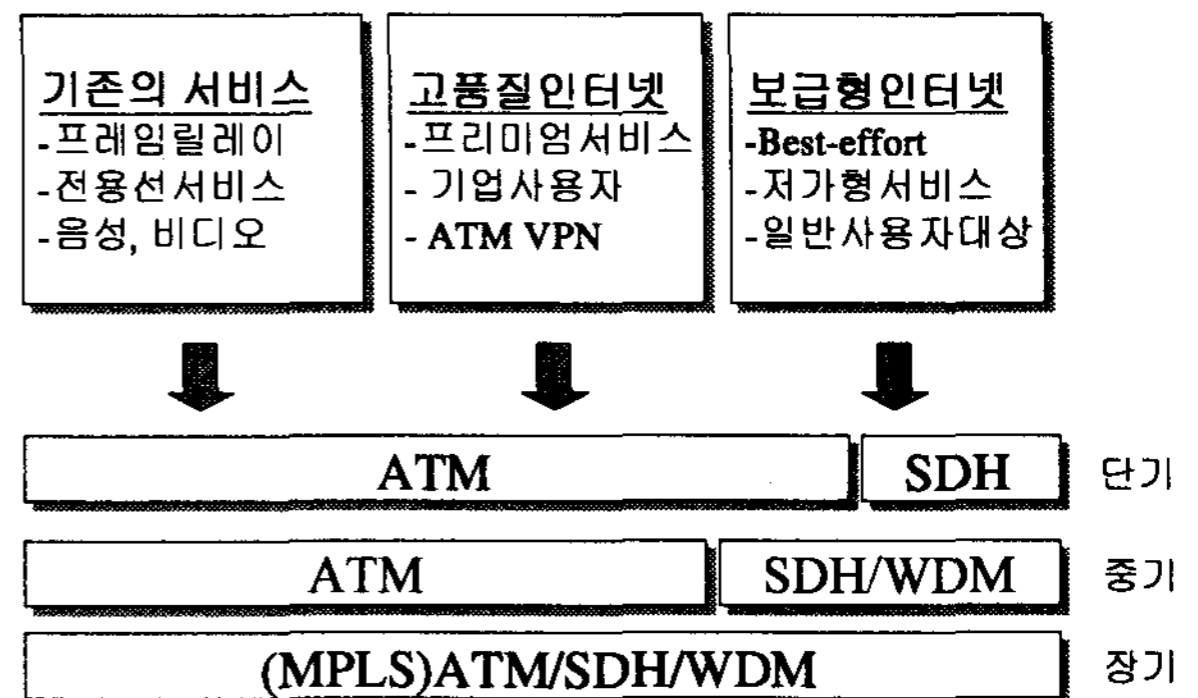 기존의 서비스
-프레임릴레이
-전용선서비스
-음성, 비디오
고품질인터넷
-프리미엄서비스
- 기업사용자
- ATM VPN
보급형인터넷
-Best-effort
-저가형서비스
-일반사용자대상
ATM
SDH
단기
ATM
SDH/WDM
중기
(MPLS)ATM/SDH/WDM
장기